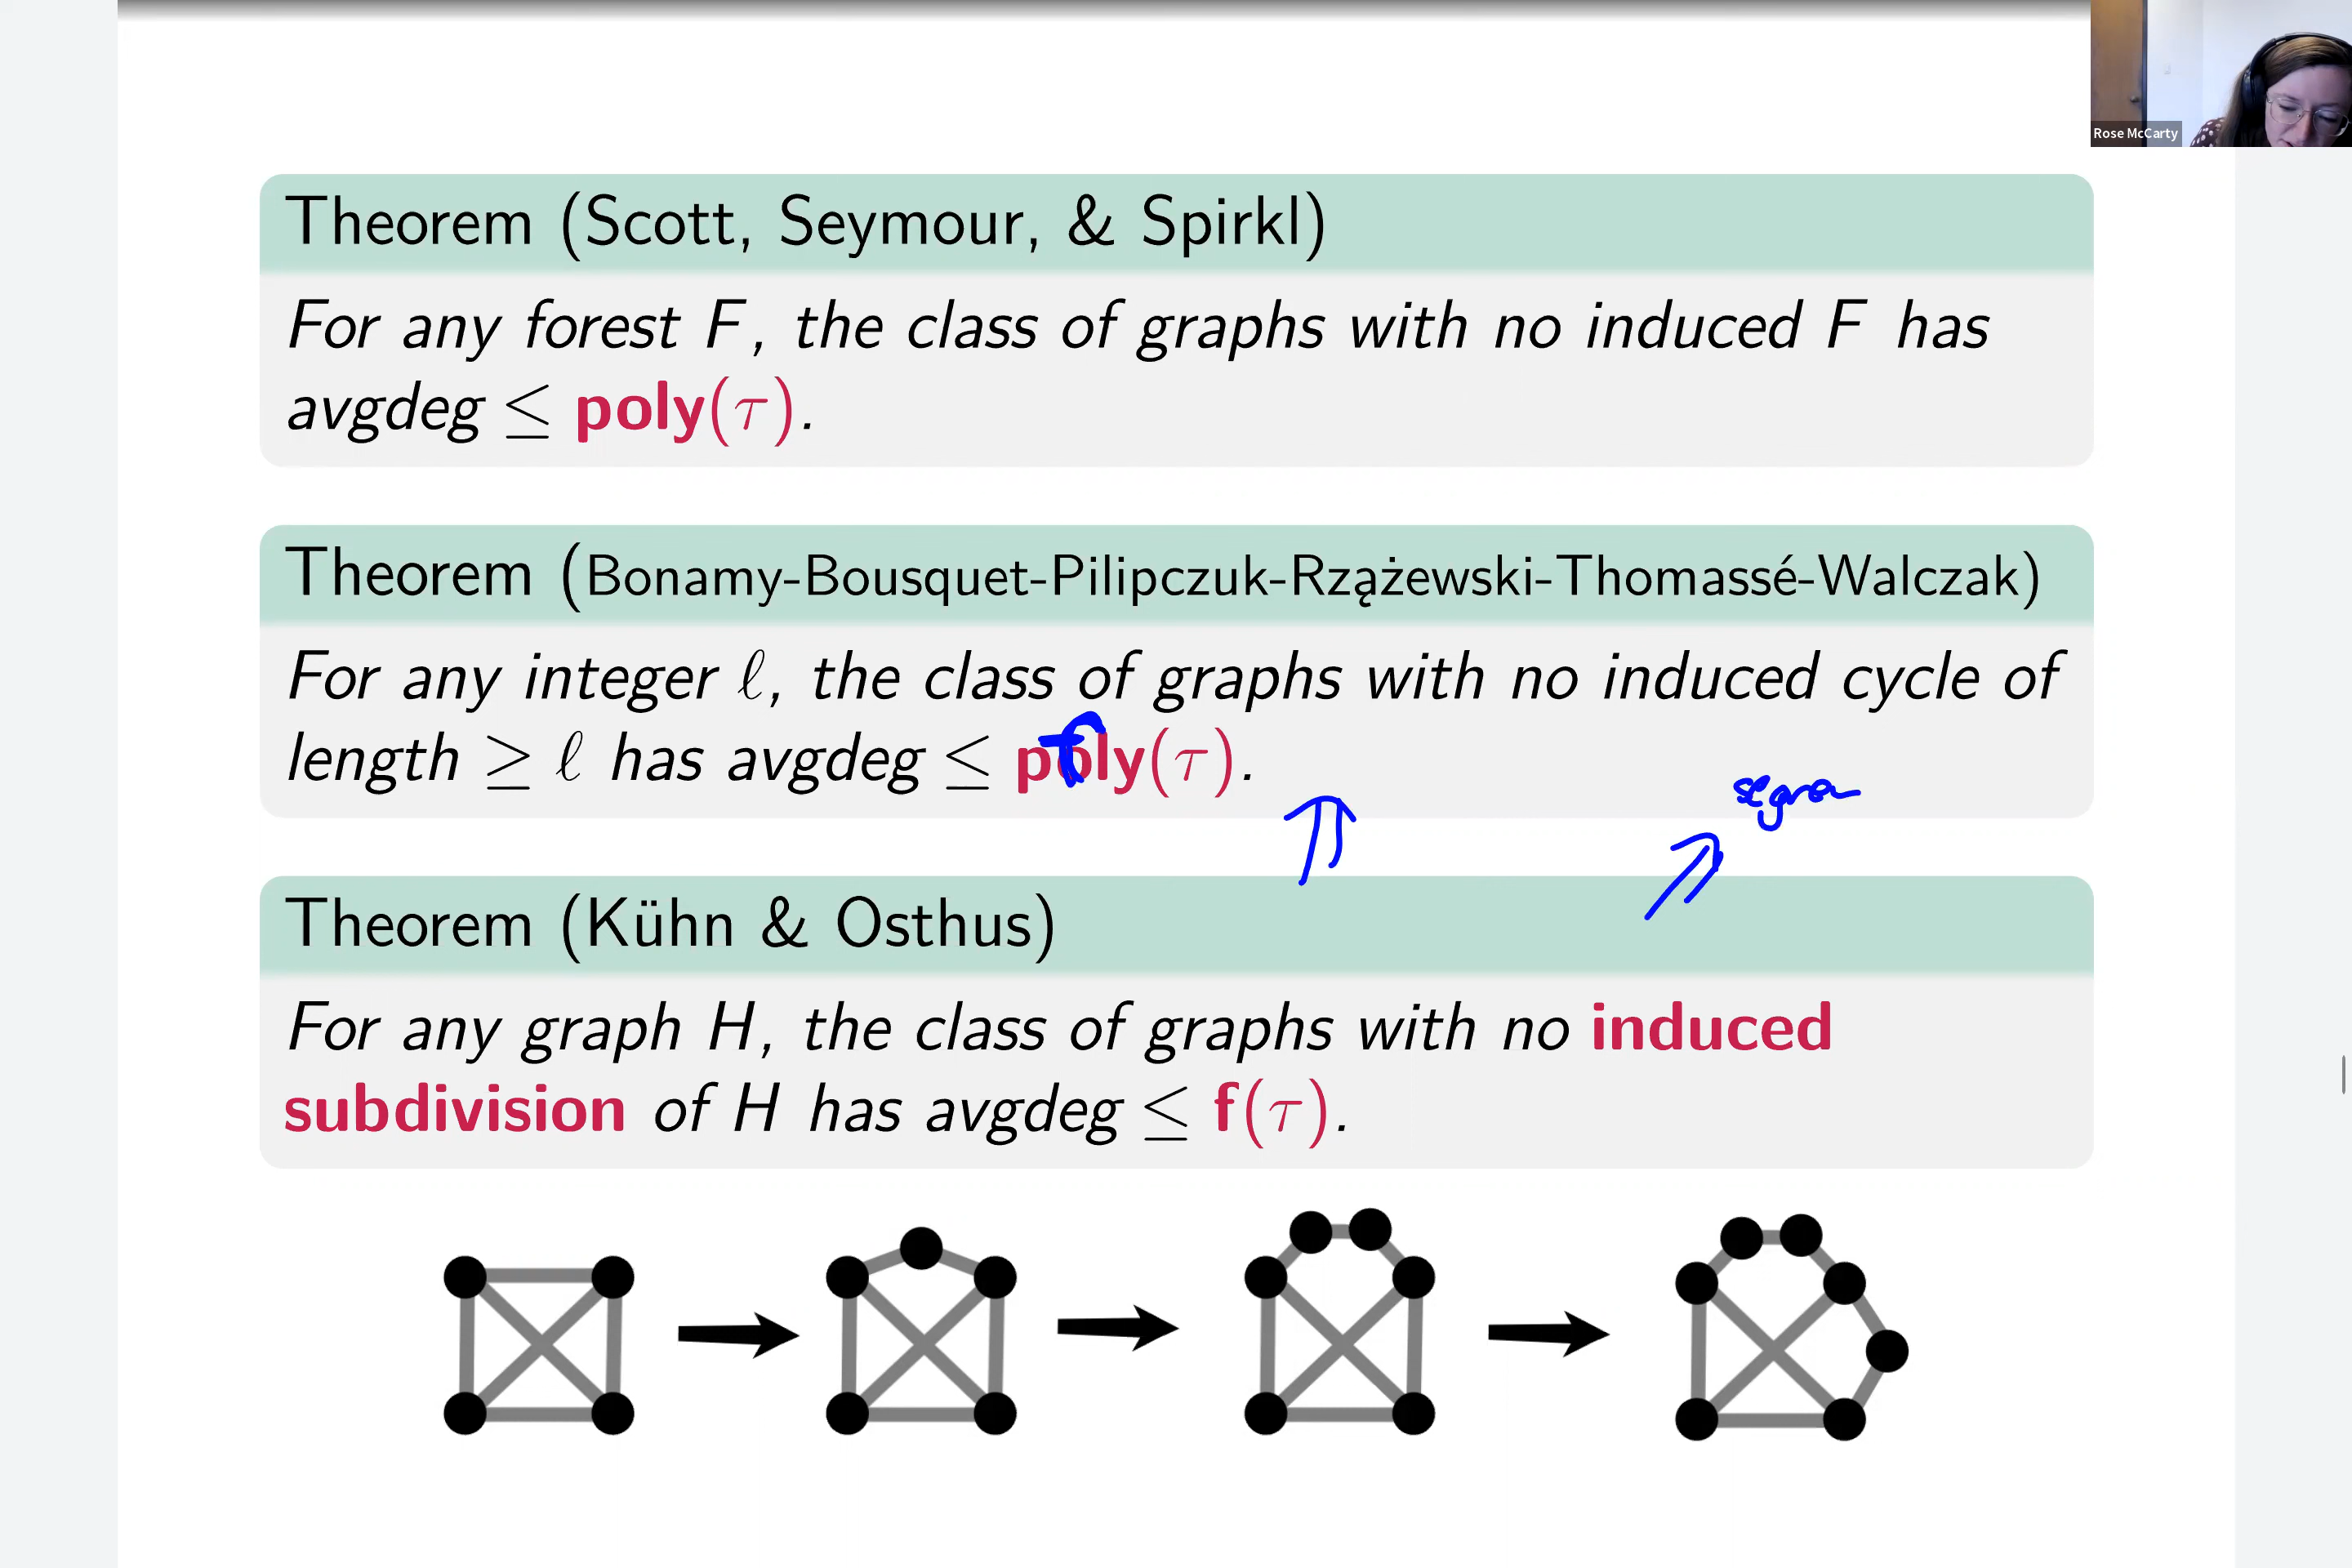 Rose McCarty
Theorem (Scott, Seymour, & Spirkl)
For any forest F, the class of graphs with no induced F has
avgdeg ≤ poly(τ).
Theorem (Bonamy-Bousquet-Pilipczuk-Rzążewski-Thomassé-Walczak)
For any integer ℓ, the class of graphs with no induced cycle of
length ≥ ℓ has avgdeg ≤ poly(τ).
f
Theorem (Kühn & Osthus)
For any graph H, the class of graphs with no induced
subdivision of H has avgdeg ≤ f(τ).